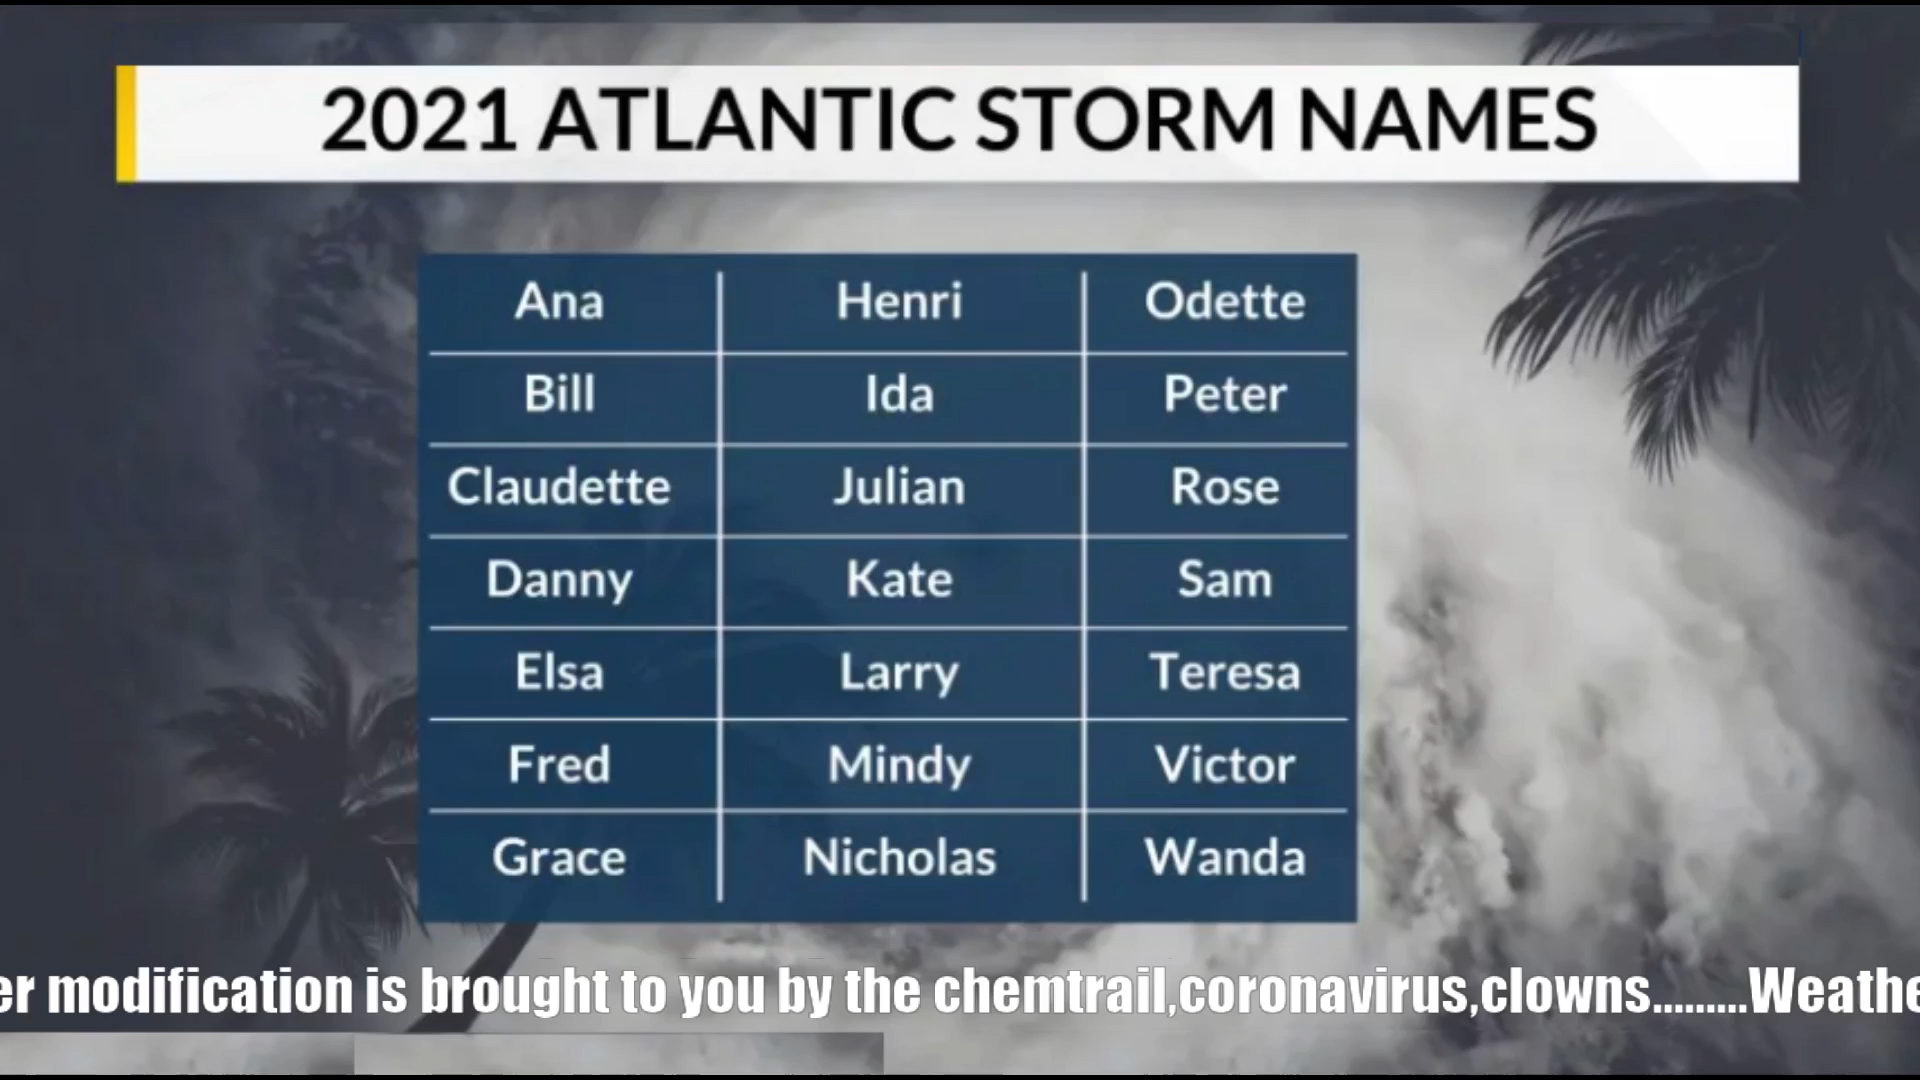 2021 ATLANTIC STORM NAMES
Ana Henri Odette
Bill Ida Peter
Claudette Julian Rose
Danny Kate Sam
Elsa Larry Teresa
Fred Mindy Victor
Grace Nicholas Wanda
er modification is brought to you by the chemtrail,coronavirus,clowns.........Weathe